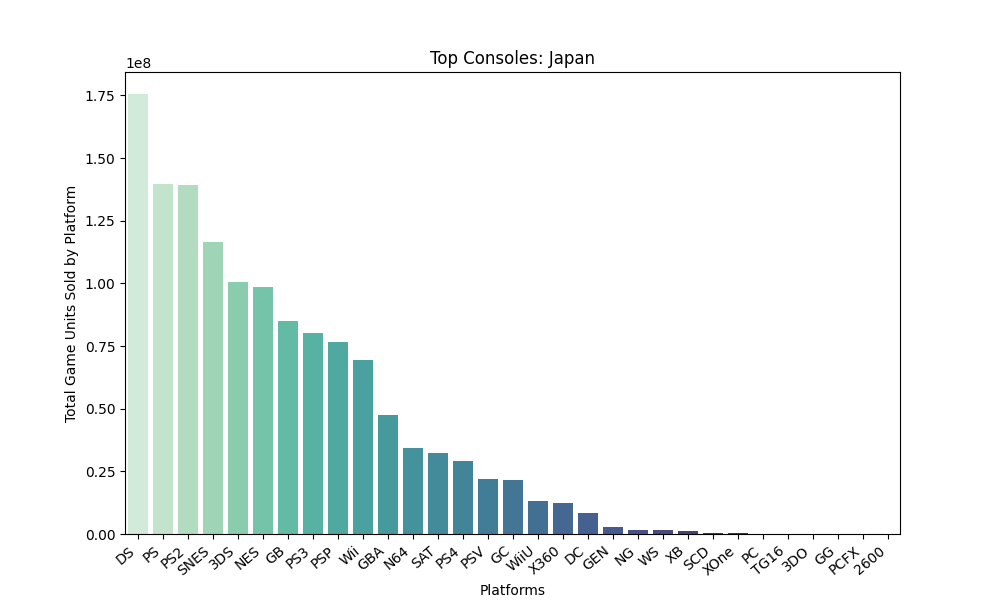 Top Consoles: Japan
1e8
1.75
1.50
1.25
1.00
0.75
0.50
0.25
0.00
Total Game Units Sold by Platform
DS PS PS2 SNES 3DS NES GB PS3 PSP Wii GBA N64 SAT PS4 PSV GC WiiU X360 DC GEN NG WS XB SCD XOne PC TG16 3DO GG PCFX 2600
Platforms